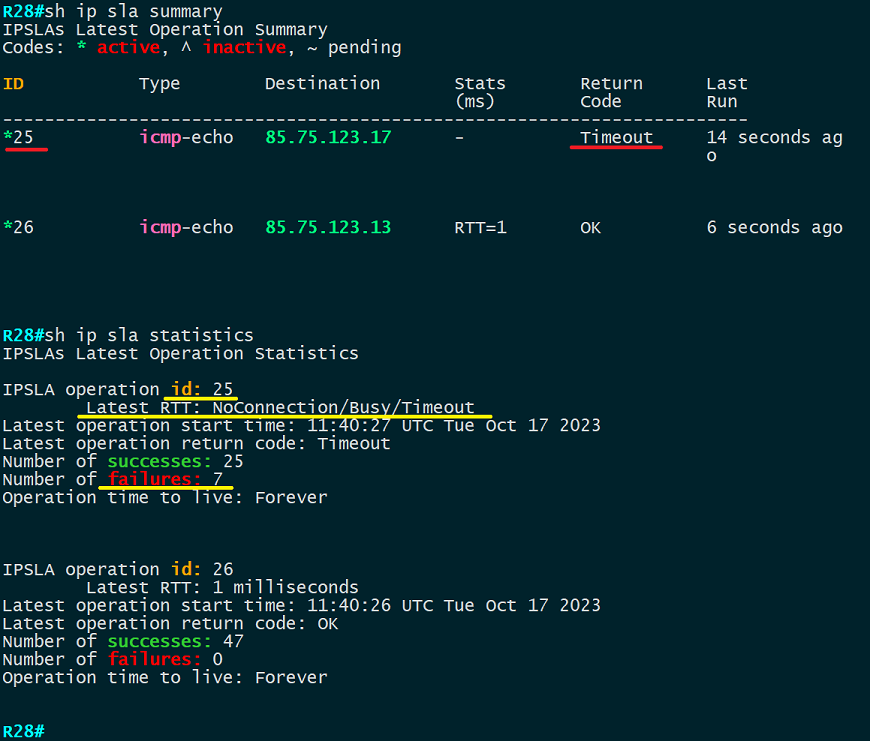 R28#sh ip sla summary
IPSLAs Latest Operation Summary
Codes: * active, ^ inactive, ~ pending
ID           Type        Destination       Stats       Return      Last
                                           (ms)        Code        Run
-----------------------------------------------------------------------
*25          icmp-echo   85.75.123.17      -           Timeout     14 seconds ag
                                                                   o
*26          icmp-echo   85.75.123.13      RTT=1       OK          6 seconds ago
R28#sh ip sla statistics
IPSLAs Latest Operation Statistics
IPSLA operation id: 25
        Latest RTT: NoConnection/Busy/Timeout
Latest operation start time: 11:40:27 UTC Tue Oct 17 2023
Latest operation return code: Timeout
Number of successes: 25
Number of failures: 7
Operation time to live: Forever
IPSLA operation id: 26
        Latest RTT: 1 milliseconds
Latest operation start time: 11:40:26 UTC Tue Oct 17 2023
Latest operation return code: OK
Number of successes: 47
Number of failures: 0
Operation time to live: Forever
R28#